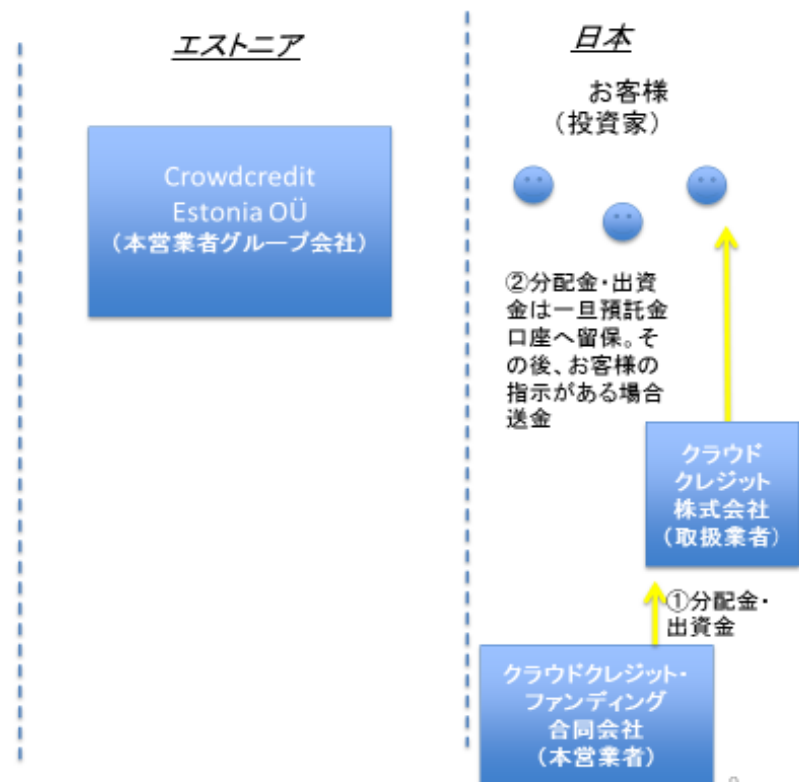 エストニア
Crowdcredit
Estonia OÜ
(本営業者グループ会社)
日本
お客様
(投資家)
②分配金・出資
金は一旦預託金
口座へ留保。そ
の後、お客様の
指示がある場合
送金
クラウド
クレジット
株式会社
(取扱業者)
①分配金・
出資金
クラウドクレジット・
ファンディング
合同会社
(本営業者)